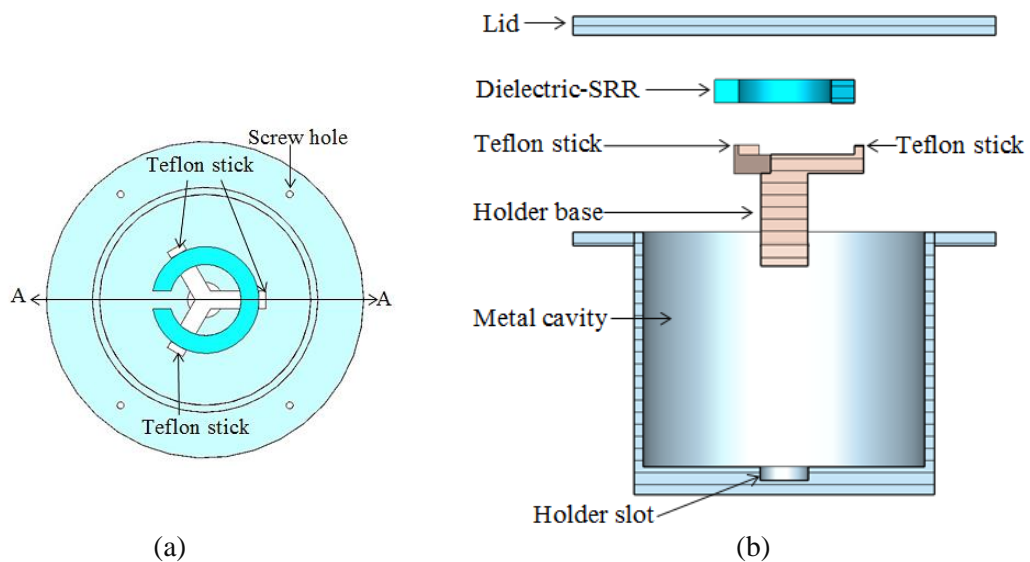 Screw hole
Teflon stick
A
A
Teflon stick
(a)
Lid
Dielectric-SRR
Teflon stick
Teflon stick
Holder base
Metal cavity
Holder slot
(b)